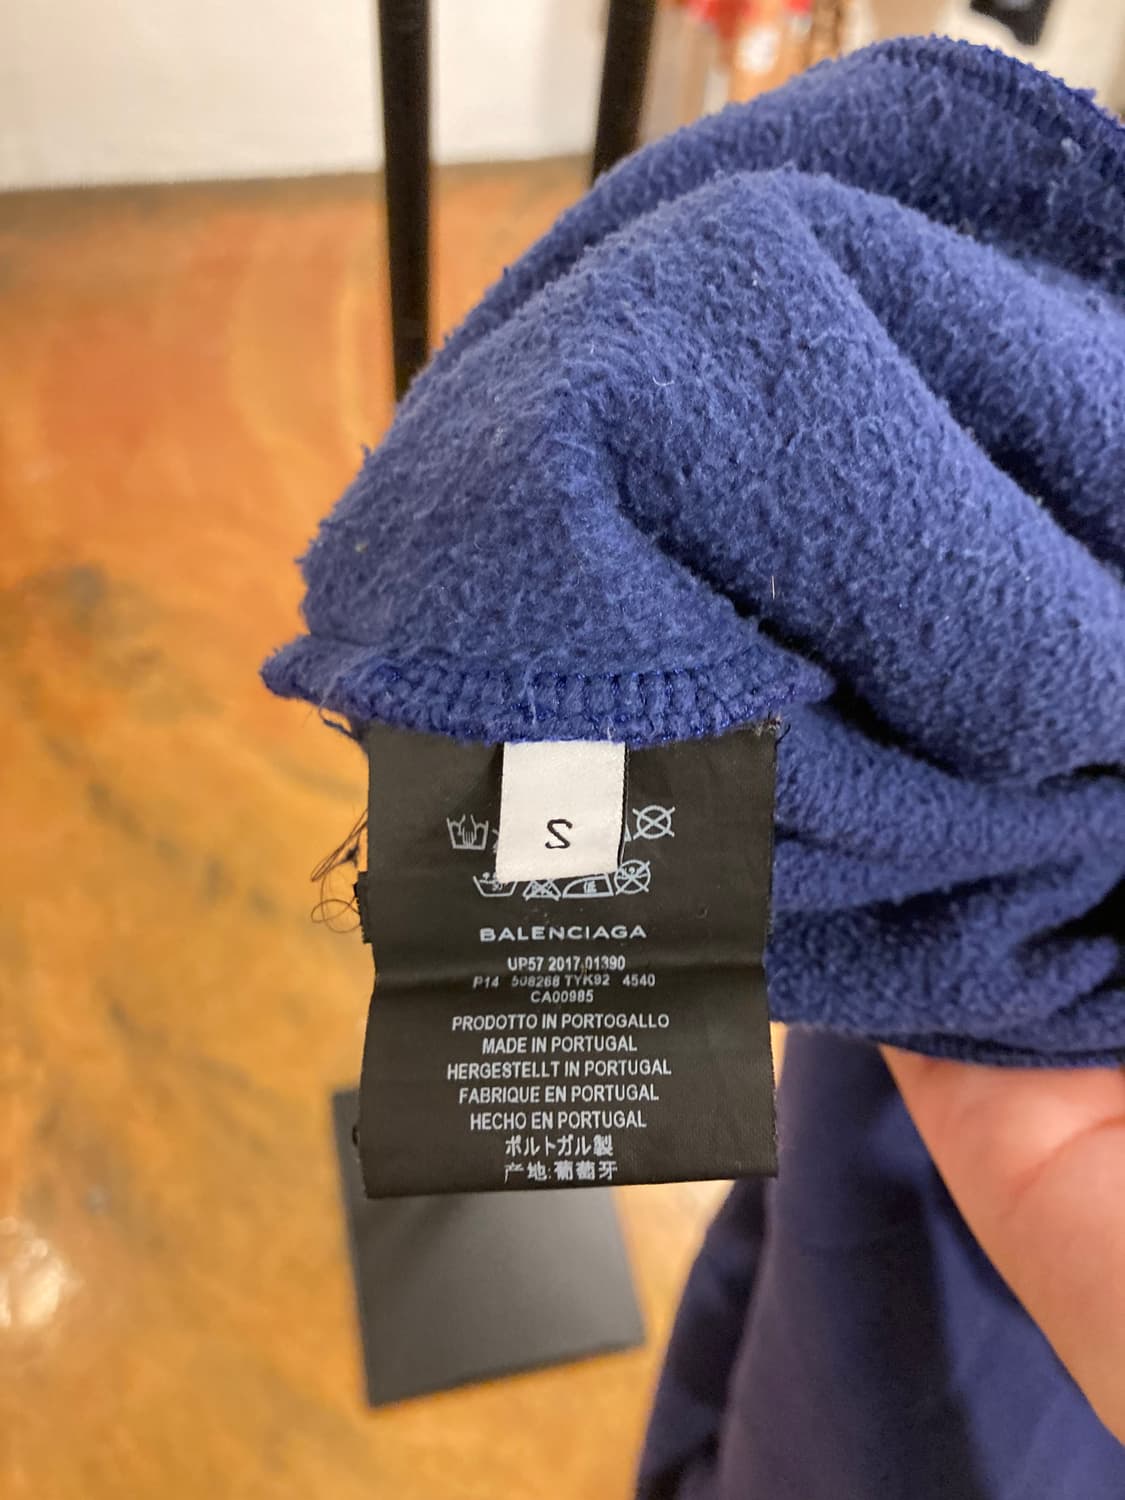 S
BALENCIAGA
UP57 2017 01390
P14 508268 TYK92 4540
CA00985
PRODOTTO IN PORTOGALLO
MADE IN PORTUGAL
HERGESTELLT IN PORTUGAL
FABRIQUE EN PORTUGAL
HECHO EN PORTUGAL
ポルトガル製
产地:葡萄牙